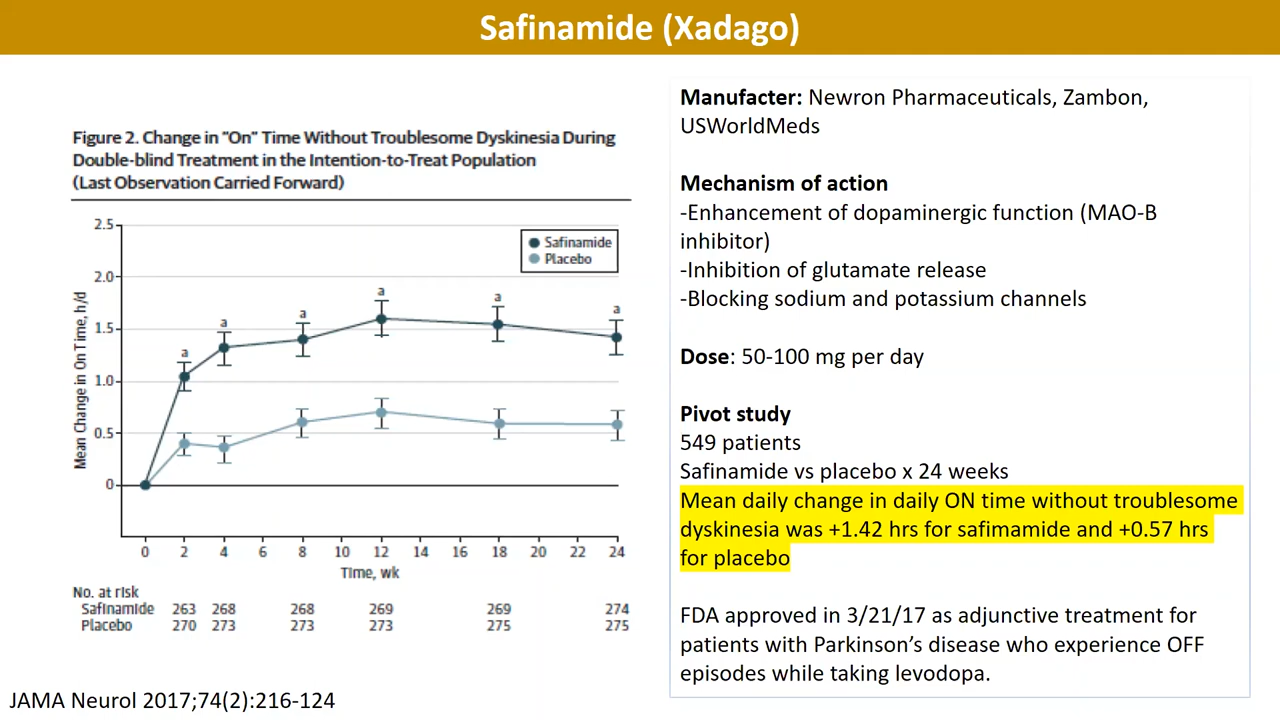 Safinamide (Xadago)
Figure 2. Change in "On" Time Without Troublesome Dyskinesia During
Double-blind Treatment in the Intention-to-Treat Population
(Last Observation Carried Forward)
2.5
2.0
1.5
1.0
0.5
0
Mean Change in On Time, h/d
Safinamide
Placebo
a
a
a
a
a
a
0 2 4 6 8 10 12 14 16 18 20 22 24
Time, wk
No. at risk
Safinamide 263 268 268 269 269 274
Placebo 270 273 273 273 275 275
JAMA Neurol 2017;74(2):216-124
Manufacter: Newron Pharmaceuticals, Zambon,
USWorldMeds
Mechanism of action
-Enhancement of dopaminergic function (MAO-B
inhibitor)
-Inhibition of glutamate release
-Blocking sodium and potassium channels
Dose: 50-100 mg per day
Pivot study
549 patients
Safinamide vs placebo x 24 weeks
Mean daily change in daily ON time without troublesome
dyskinesia was +1.42 hrs for safimamide and +0.57 hrs
for placebo
FDA approved in 3/21/17 as adjunctive treatment for
patients with Parkinson's disease who experience OFF
episodes while taking levodopa.